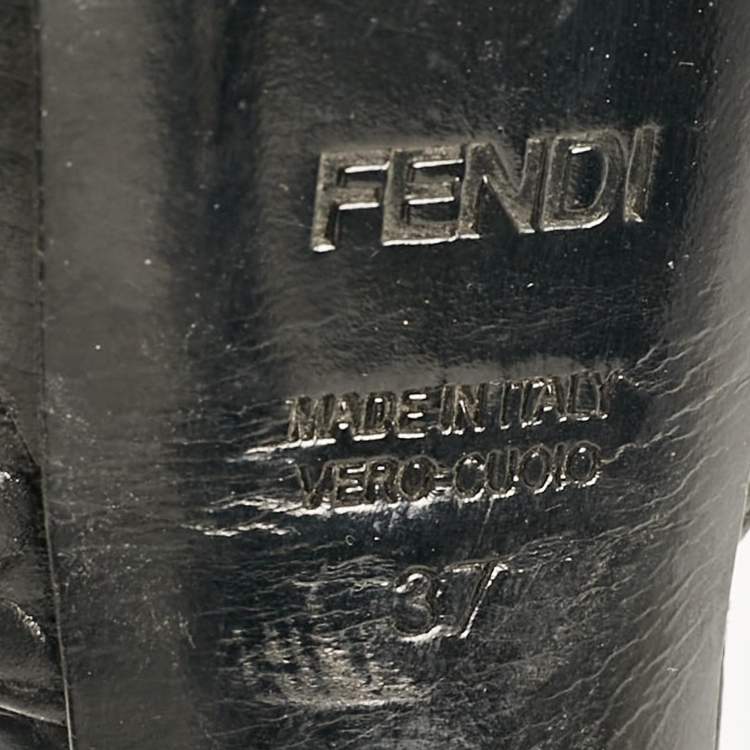 FENDI
MADE IN ITALY
VERO CUOIO
37